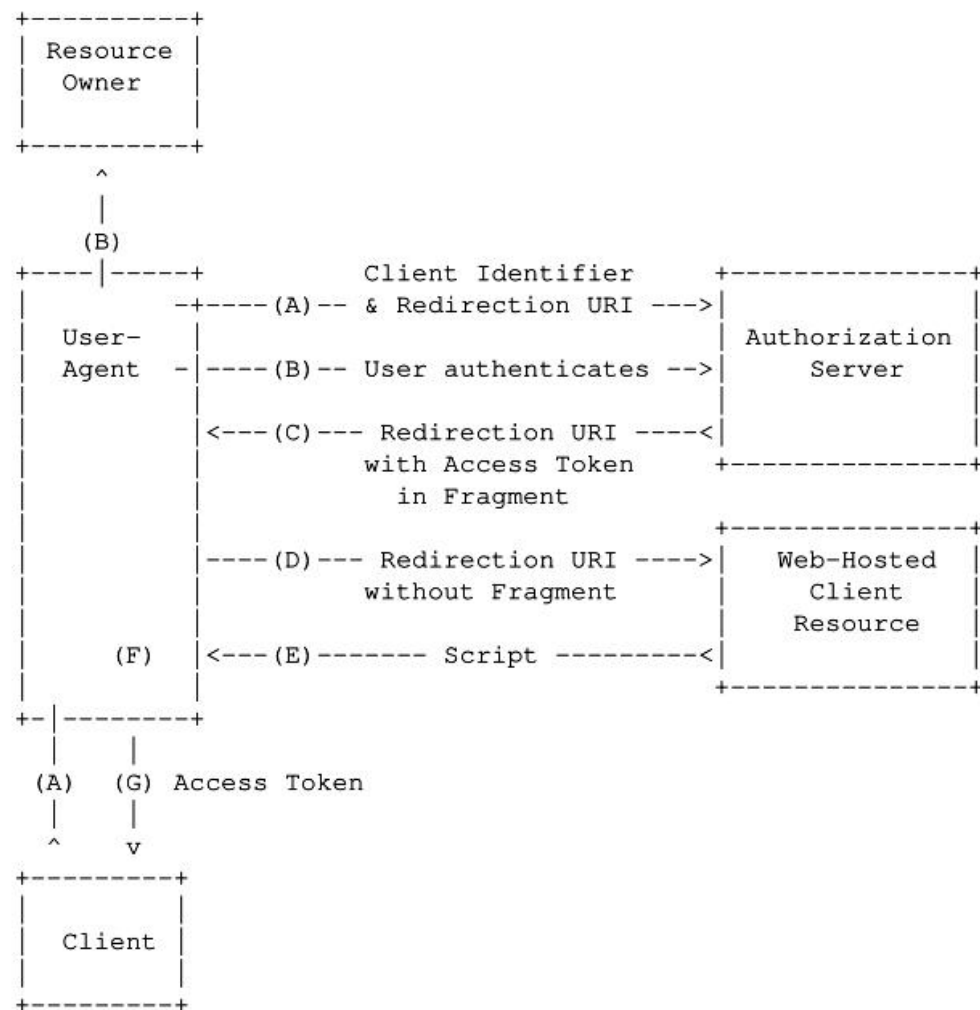 +----------+
| Resource |
|  Owner   |
|          |
+----------+
     ^
     |
    (B)
+----|-----+          Client Identifier     +---------------+
|         -+----(A)-- & Redirection URI --->|               |
|  User-   |                                | Authorization |
|  Agent  -|----(B)-- User authenticates -->|     Server    |
|          |                                |               |
|          |<---(C)--- Redirection URI ----<|               |
|          |          with Access Token     +---------------+
|          |            in Fragment
|          |                                +---------------+
|          |----(D)--- Redirection URI ---->|   Web-Hosted  |
|          |          without Fragment      |     Client    |
|          |                                |    Resource   |
|     (F)  |<---(E)------- Script ---------<|               |
|          |                                +---------------+
+-|--------+
  |    |
 (A)  (G) Access Token
  |    |
  ^    v
+---------+
|         |
|  Client |
|         |
+---------+